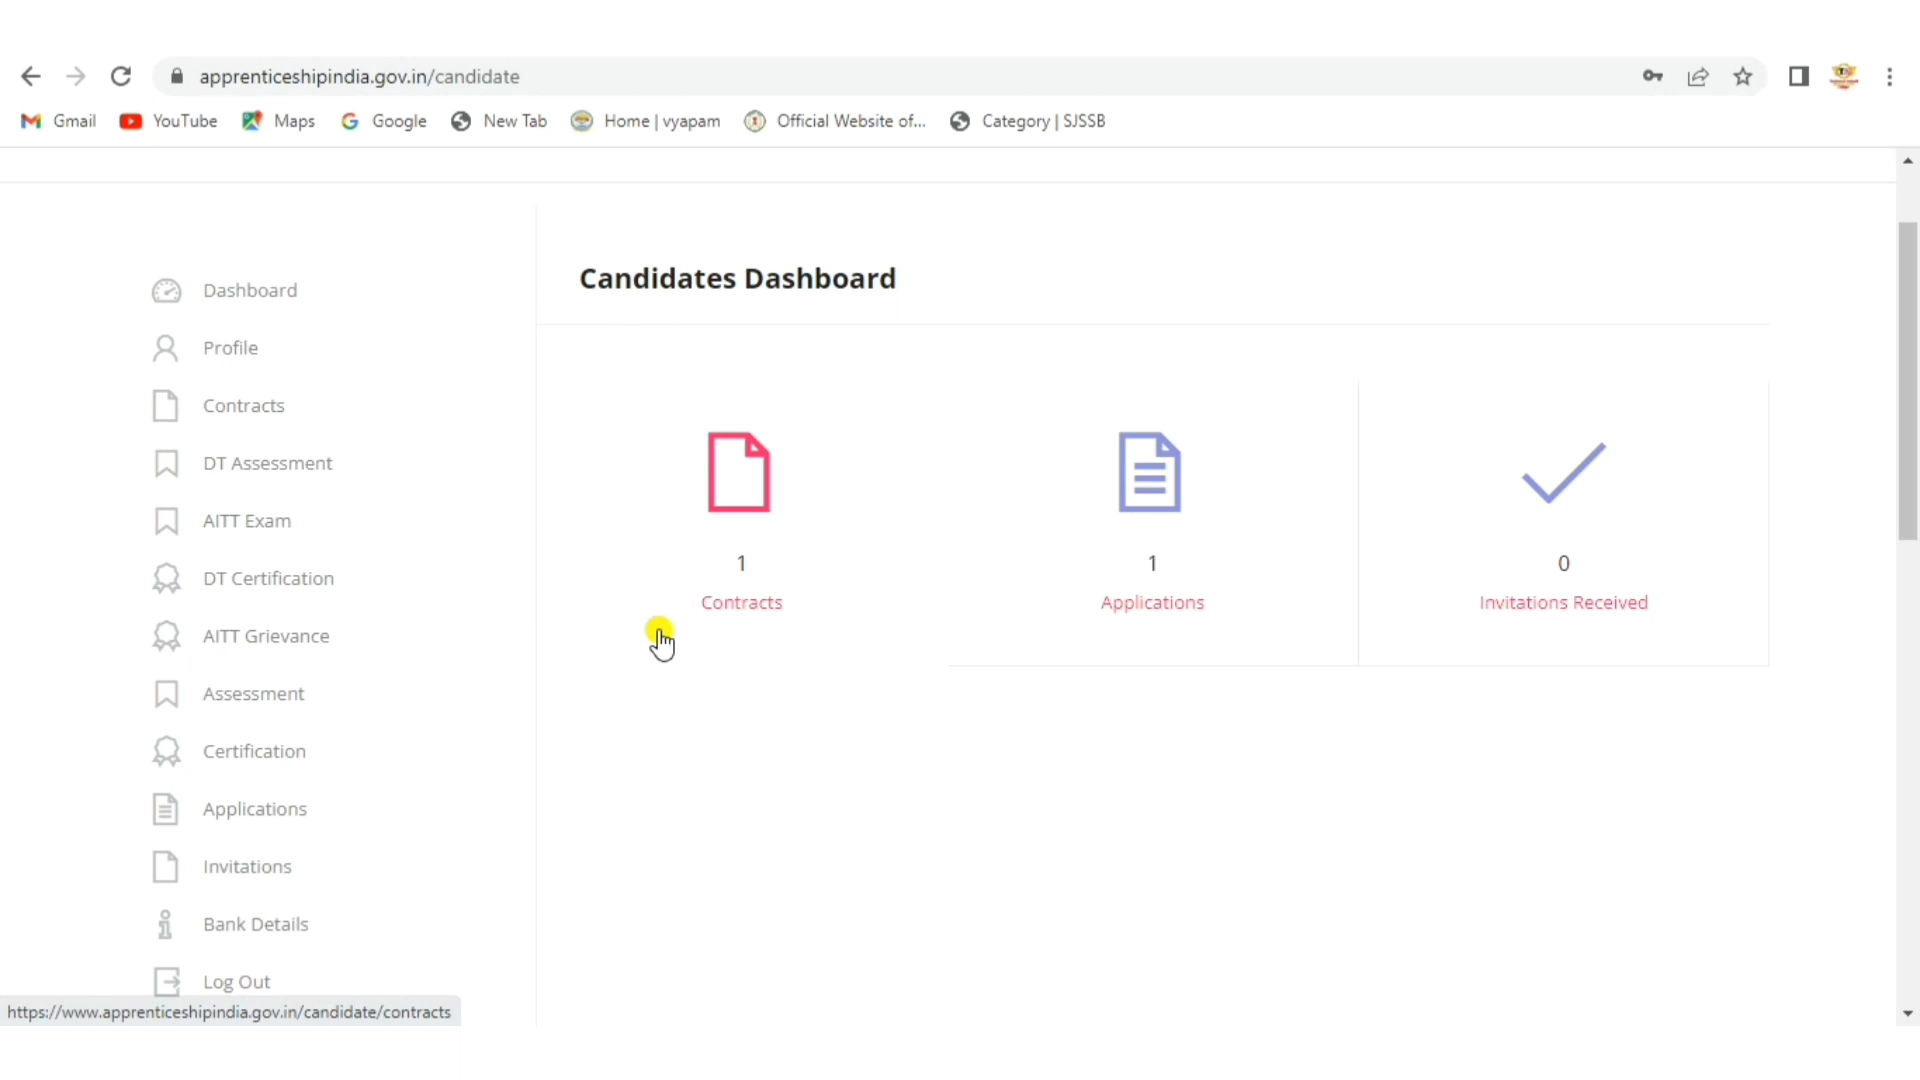 apprenticeshipindia.gov.in/candidate
Gmail YouTube Maps Google New Tab Home | vyapam Official Website of... Category | SJSSB
Candidates Dashboard
Dashboard
Profile
Contracts
DT Assessment
AITT Exam
DT Certification
AITT Grievance
Assessment
Certification
Applications
Invitations
Bank Details
Log Out
1
Contracts
1
Applications
0
Invitations Received
https://www.apprenticeshipindia.gov.in/candidate/contracts